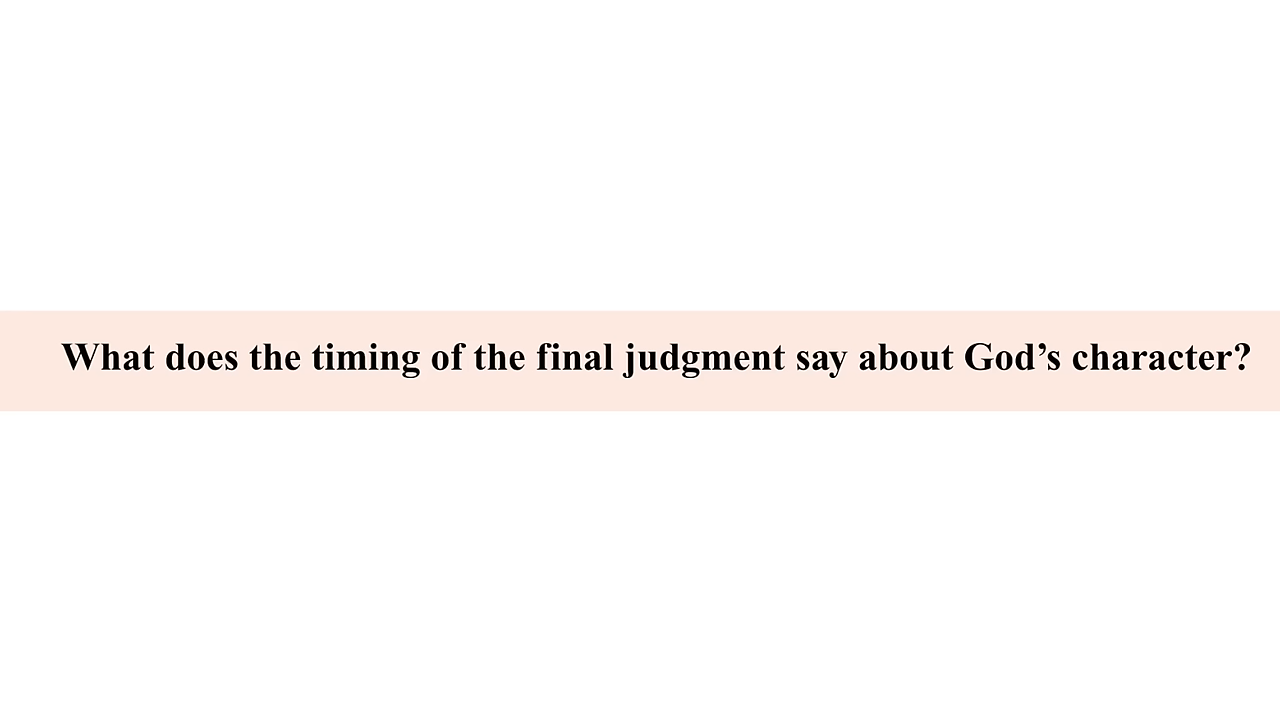 What does the timing of the final judgment say about God’s character?